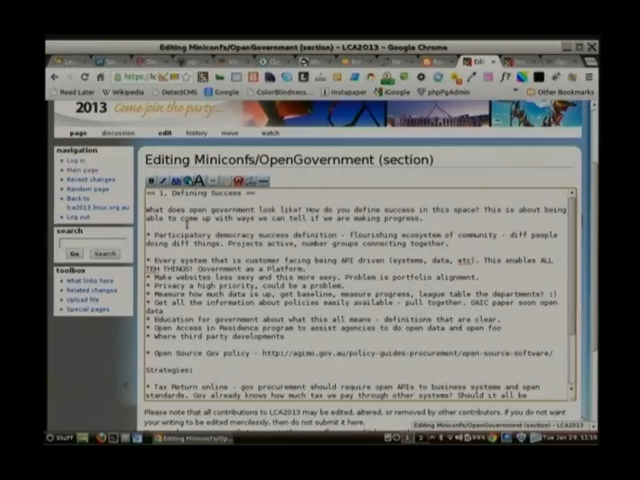 Editing Miniconfs/OpenGovernment (section) - LCA2013 - Google Chrome
Edi
https://lc
Read Later Wikipedia DetectCMS Google ColorBlindness... Instapaper iGoogle phpPgAdmin Other Bookmarks
2013 Come join the party...
page discussion edit history move watch
navigation
Log in
Main page
Recent changes
Random page
Back to
lca2013.linux.org.au
Log out
search
Go Search
toolbox
What links here
Related changes
Upload file
Special pages
Editing Miniconfs/OpenGovernment (section)
== 1. Defining Success ==
What does open government look like? How do you define success in this space? This is about being
able to come up with ways we can tell if we are making progress.
* Participatory democracy success definition - flourishing ecosystem of community - diff people
doing diff things. Projects active, number groups connecting together.
* Every system that is customer facing being API driven (systems, data, etc). This enables ALL
TEH THINGS! Government as a Platform.
* Make websites less sexy and this more sexy. Problem is portfolio alignment.
* Privacy a high priority, could be a problem.
* Measure how much data is up, get baseline, measure progress, league table the departments? :)
* Get all the information about policies easily available - pull together. OAIC paper soon open
data
* Education for government about what this all means - definitions that are clear.
* Open Access in Residence program to assist agencies to do open data and open foo
* Where third party developments
* Open Source Gov policy - http://agimo.gov.au/policy-guides-procurement/open-source-software/
Strategies:
* Tax Return online - gov procurement should require open APIs to business systems and open
standards. Gov already knows how much tax we pay through other systems? Should it all be
Please note that all contributions to LCA2013 may be edited, altered, or removed by other contributors. If you do not want
your writing to be edited mercilessly, then do not submit it here.
Editing Miniconfs/OpenGovernment (section) - LCA2013
Stuff Editing Miniconfs/Op... 1 2 99% Tue Jan 29, 11:16